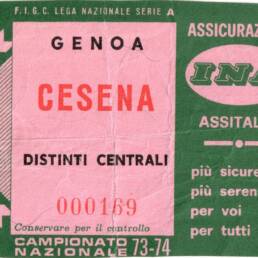 F.I.G.C. LEGA NAZIONALE SERIE A
GENOA
CESENA
DISTINTI CENTRALI
000169
Conservare per il controllo
CAMPIONATO
NAZIONALE 73-74
ASSICURAZ
INA
ASSITAL
più sicure
più seren
per voi
per tutti